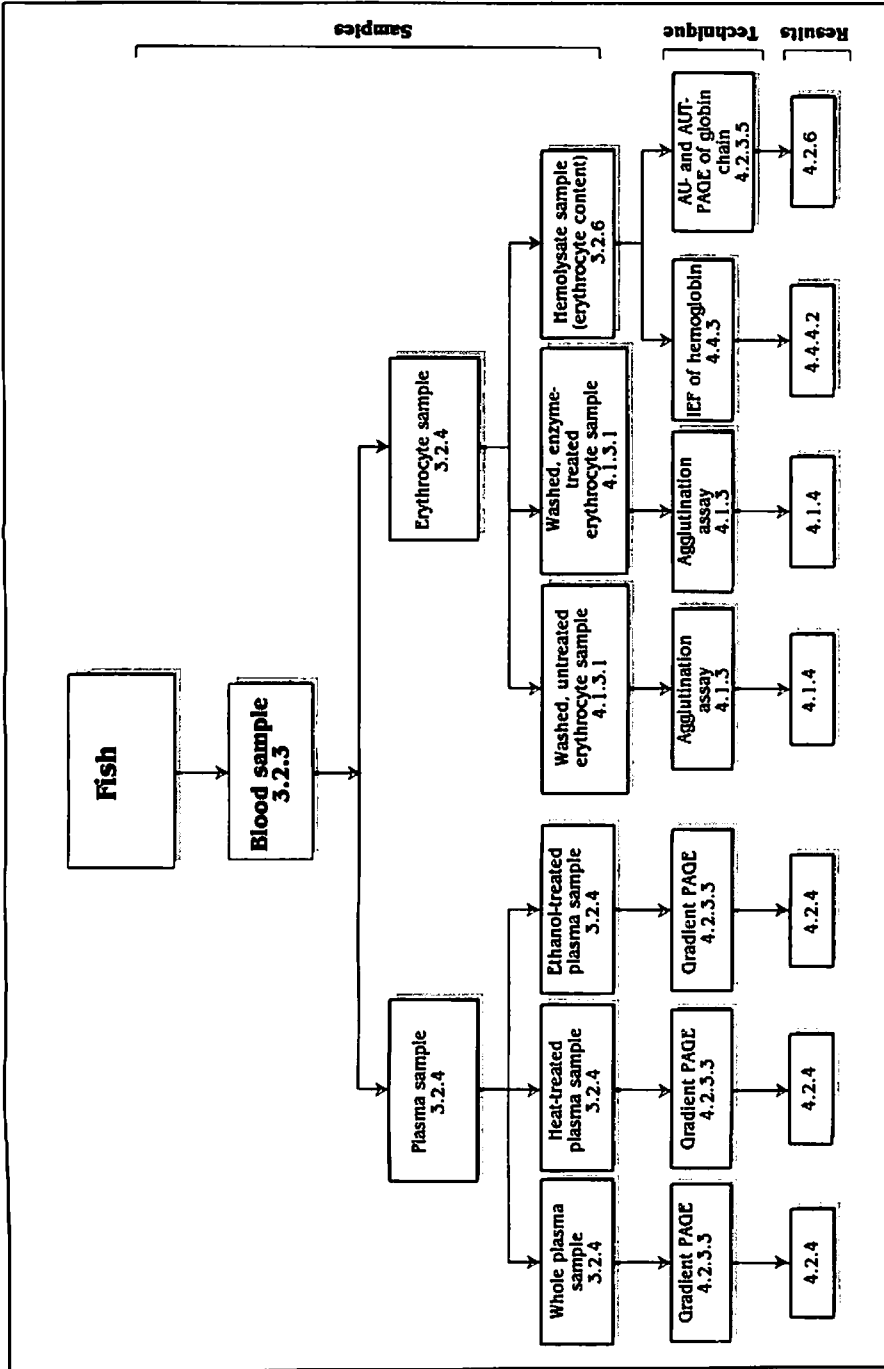 Fish
Blood sample
3.2.3
Plasma sample
3.2.4
Erythrocyte sample
3.2.4
Whole plasma
sample
3.2.4
Heat-treated
plasma sample
3.2.4
Ethanol-treated
plasma sample
3.2.4
Washed, untreated
erythrocyte sample
4.1.3.1
Washed, enzyme-
treated
erythrocyte sample
4.1.3.1
Hemolysate sample
(erythrocyte content)
3.2.6
Samples
Gradient PAGE
4.2.3.3
Gradient PAGE
4.2.3.3
Gradient PAGE
4.2.3.3
Agglutination
assay
4.1.3
Agglutination
assay
4.1.3
IEF of hemoglobin
4.4.3
AU- and AUT-
PAGE of globin
chain
4.2.3.5
Technique
4.2.4
4.2.4
4.2.4
4.1.4
4.1.4
4.4.4.2
4.2.6
Results